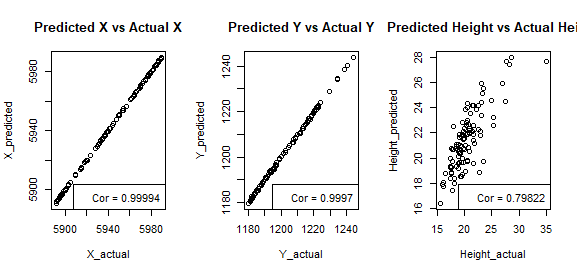 Predicted X vs Actual X
X_predicted
5980
5940
5900
Cor = 0.99994
5900
5940
5980
X_actual
Predicted Y vs Actual Y
Y_predicted
1240
1220
1200
1180
Cor = 0.9997
1180
1200
1220
1240
Y_actual
Predicted Height vs Actual Hei
Height_predicted
28
26
24
22
20
18
16
Cor = 0.79822
15
20
25
30
35
Height_actual